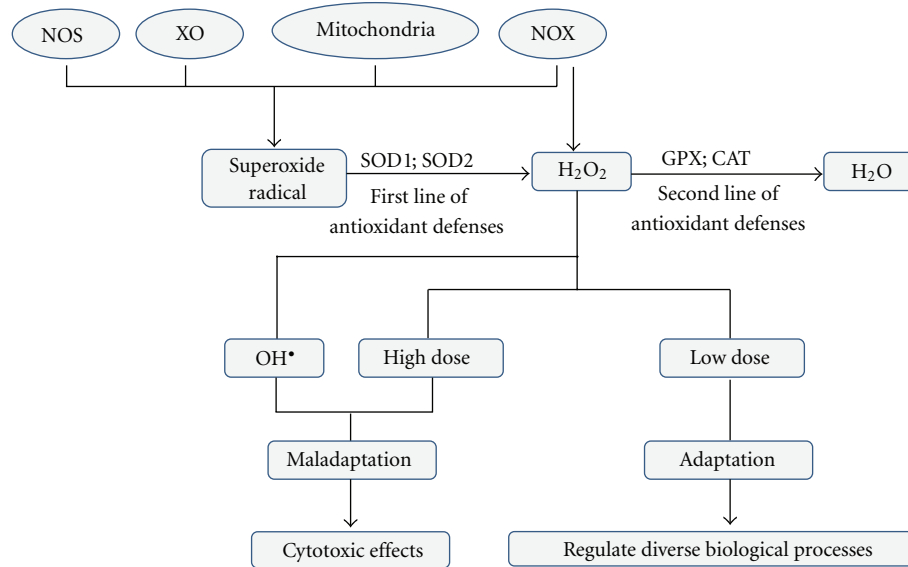 NOS
XO
Mitochondria
NOX
Superoxide
radical
SOD1; SOD2
First line of
antioxidant defenses
H₂O₂
GPX; CAT
Second line of
antioxidant defenses
H₂O
OH•
High dose
Low dose
Maladaptation
Adaptation
Cytotoxic effects
Regulate diverse biological processes